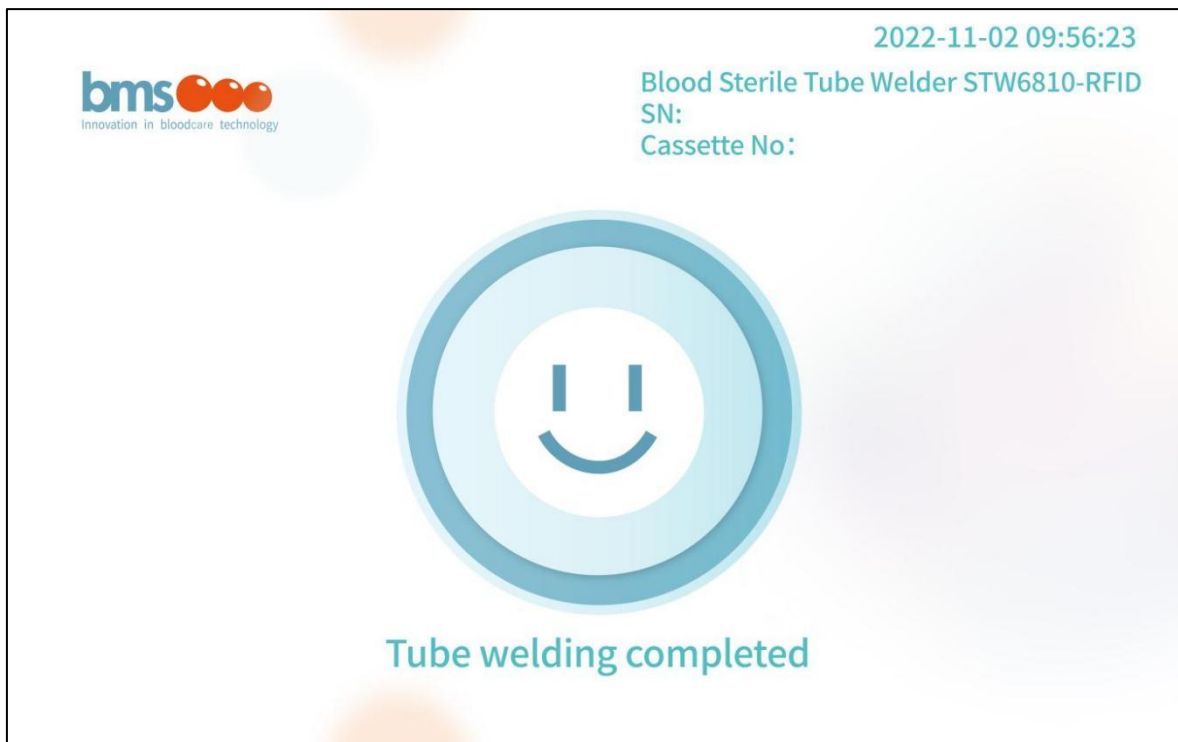 2022-11-02 09:56:23
bms
Innovation in bloodcare technology
Blood Sterile Tube Welder STW6810-RFID
SN:
Cassette No：
Tube welding completed